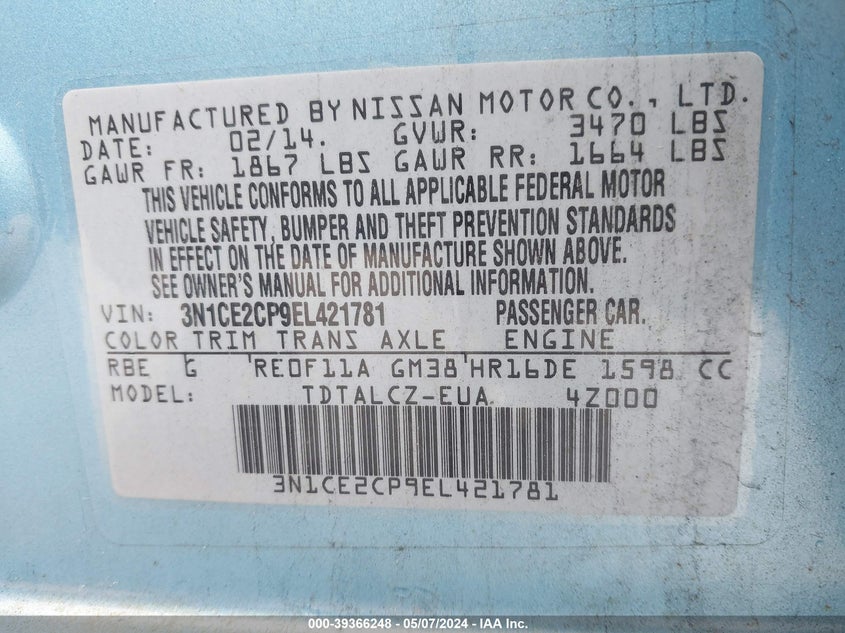 MANUFACTURED BY NISSAN MOTOR CO., LTD.
DATE: 02/14. GVWR: 3470 LBS
GAWR FR: 1867 LBS GAWR RR: 1664 LBS
THIS VEHICLE CONFORMS TO ALL APPLICABLE FEDERAL MOTOR
VEHICLE SAFETY, BUMPER AND THEFT PREVENTION STANDARDS
IN EFFECT ON THE DATE OF MANUFACTURE SHOWN ABOVE.
SEE OWNER'S MANUAL FOR ADDITIONAL INFORMATION.
VIN: 3N1CE2CP9EL421781 PASSENGER CAR.
COLOR TRIM TRANS AXLE ENGINE
RBE G RE0F11A GM38 HR16DE 1598 CC
MODEL: TDTALCZ-EUA 4Z000
3N1CE2CP9EL421781
000-39366248 - 05/07/2024 - IAA Inc.